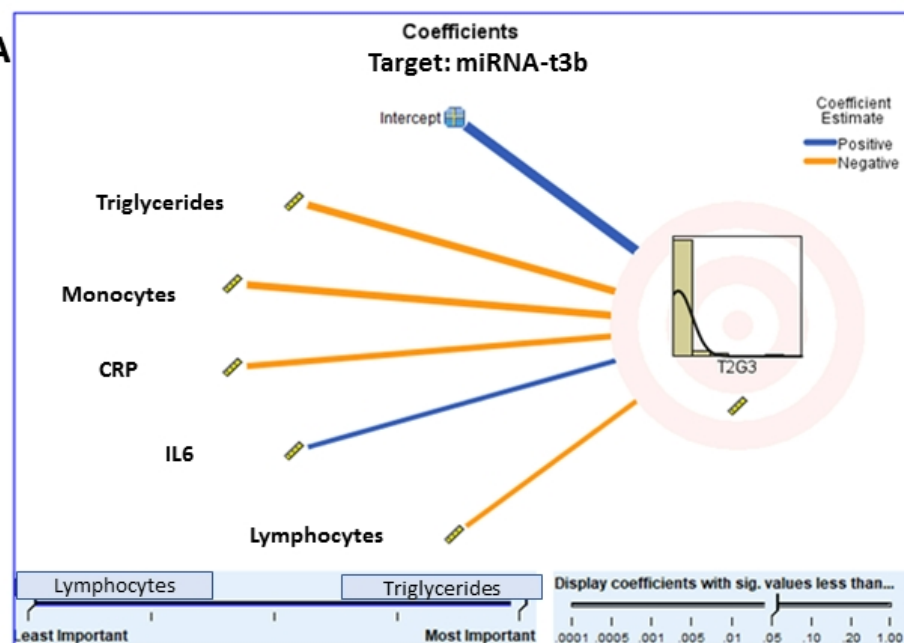 A
Coefficients
Target: miRNA-t3b
Intercept
Coefficient
Estimate
Positive
Negative
Triglycerides
Monocytes
CRP
IL6
Lymphocytes
T2G3
Lymphocytes
Triglycerides
Least Important
Most Important
Display coefficients with sig. values less than...
.0001 .0005 .001 .005 .01 .05 .10 .20 1.00